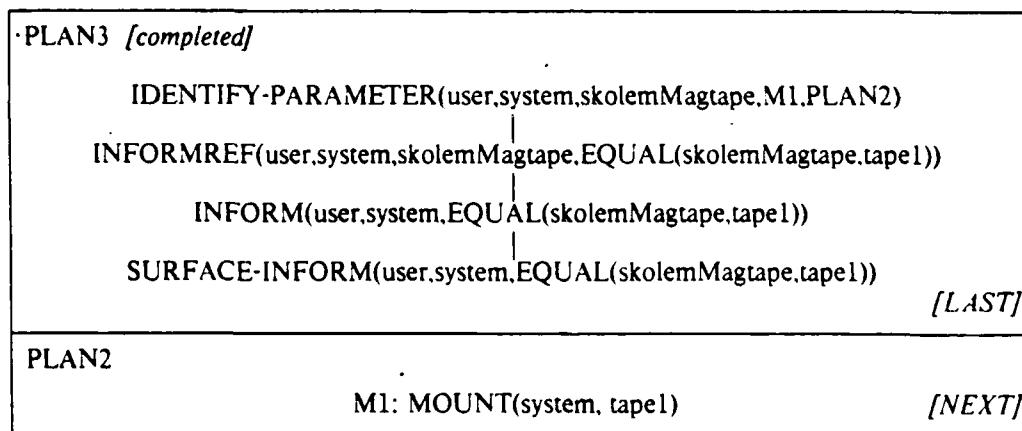 PLAN3 [completed]
IDENTIFY-PARAMETER(user,system,skolemMagtape,M1,PLAN2)
INFORMREF(user,system,skolemMagtape,EQUAL(skolemMagtape,tape1))
INFORM(user,system,EQUAL(skolemMagtape,tape1))
SURFACE-INFORM(user,system,EQUAL(skolemMagtape,tape1))
[LAST]
PLAN2
M1: MOUNT(system, tape1) [NEXT]